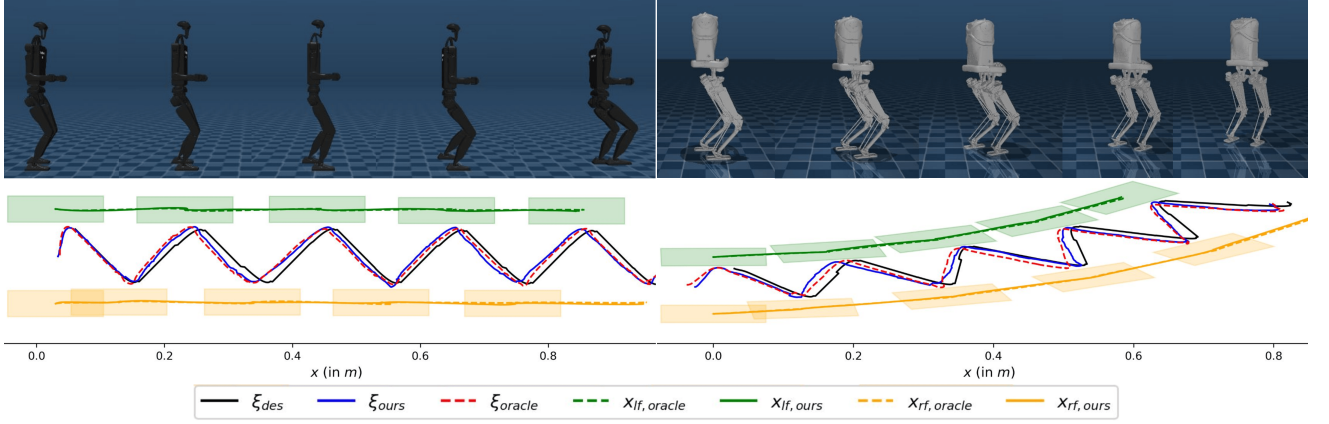 0.0 0.2 0.4 0.6 0.8 0.0 0.2 0.4 0.6 0.8
x (in m) x (in m)
ξdes ξours ξoracle xlf, oracle xlf, ours xrf, oracle xrf, ours